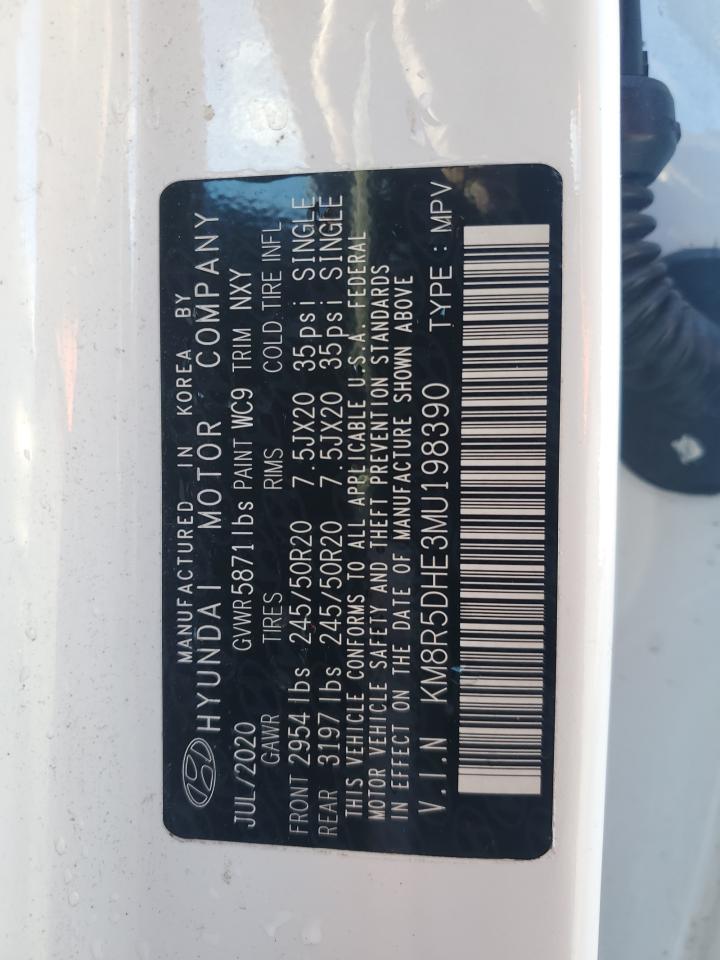 MANUFACTURED IN KOREA BY
HYUNDAI MOTOR COMPANY
JUL/2020 GVWR 5871 lbs PAINT WC9 TRIM NXY
GAWR TIRES RIMS COLD TIRE INFL
FRONT 2954 lbs 245/50R20 7.5JX20 35psi SINGLE
REAR 3197 lbs 245/50R20 7.5JX20 35psi SINGLE
THIS VEHICLE CONFORMS TO ALL APPLICABLE U.S.A. FEDERAL
MOTOR VEHICLE SAFETY AND THEFT PREVENTION STANDARDS
IN EFFECT ON THE DATE OF MANUFACTURE SHOWN ABOVE
V.I.N KM8R5DHE3MU198390 TYPE : MPV